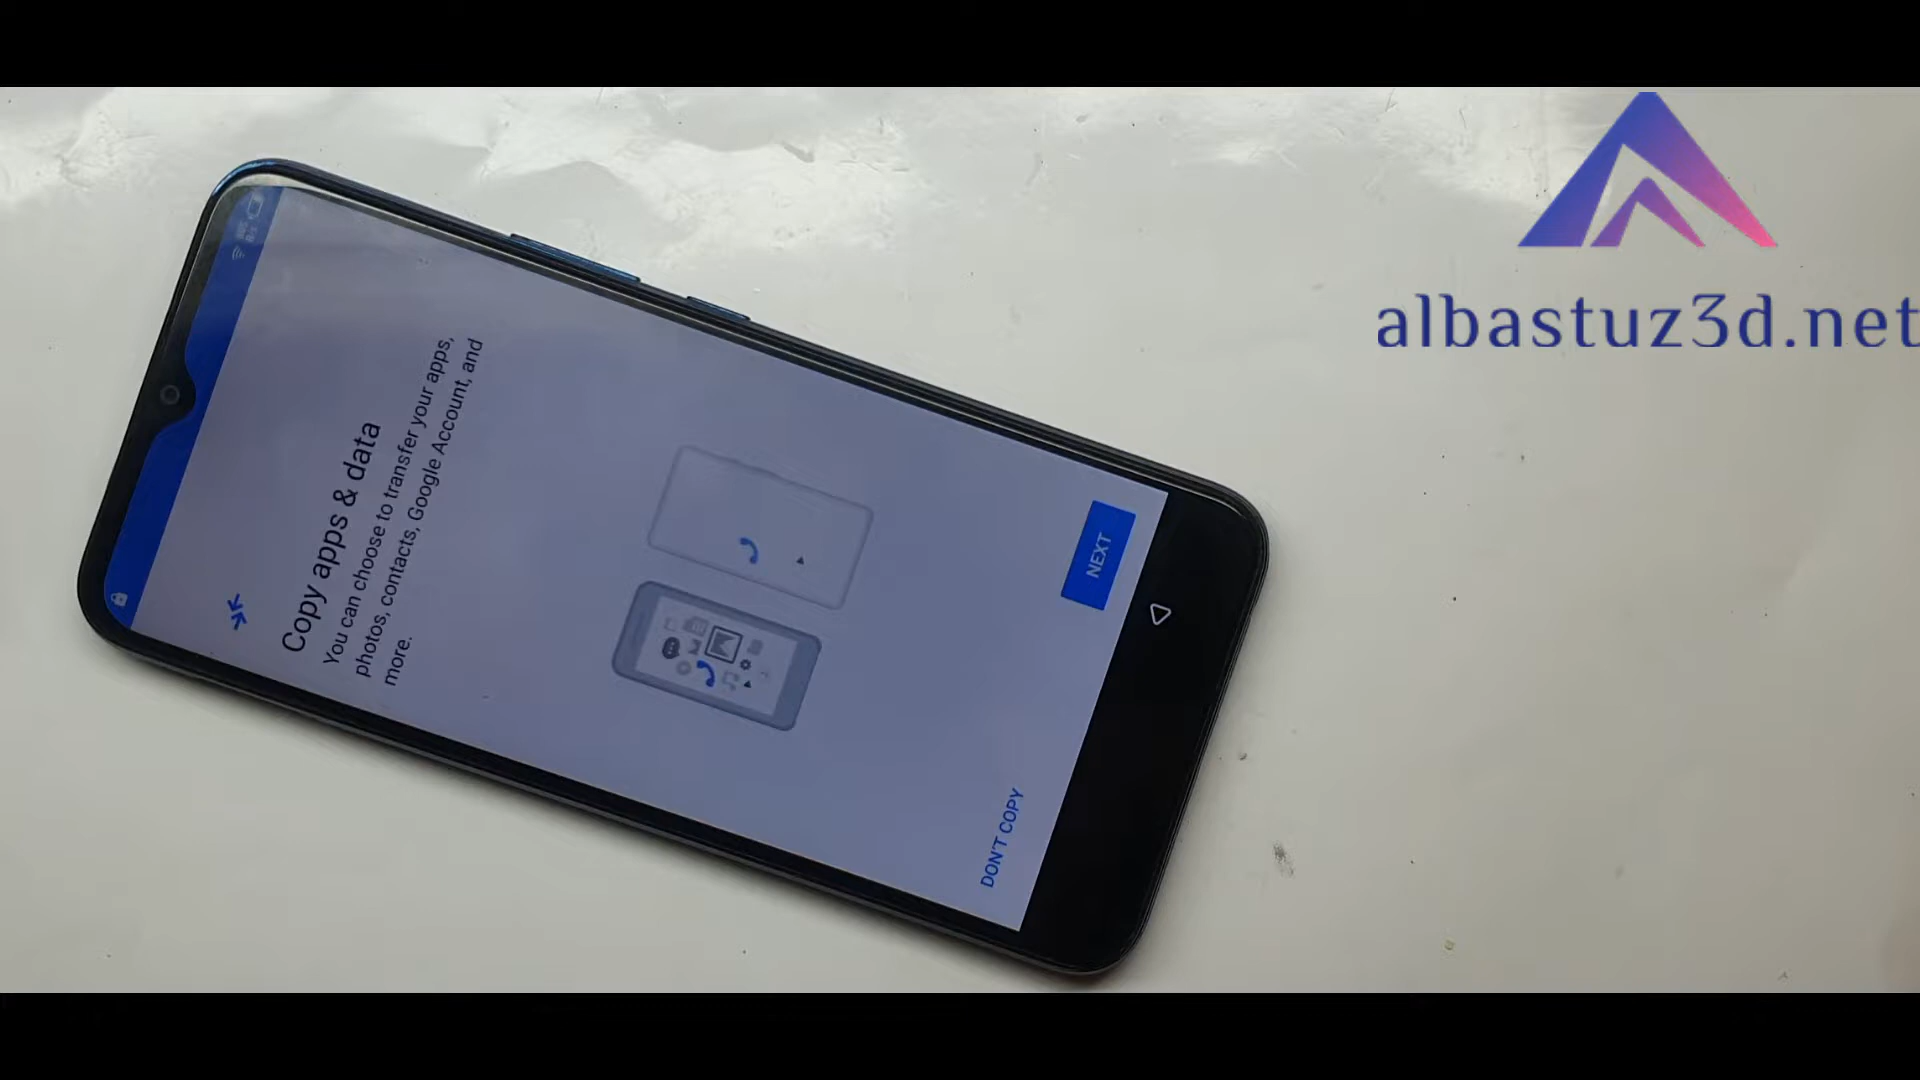 albastuz3d.net
Copy apps & data
You can choose to transfer your apps,
photos, contacts, Google Account, and
more.
NEXT
DON'T COPY